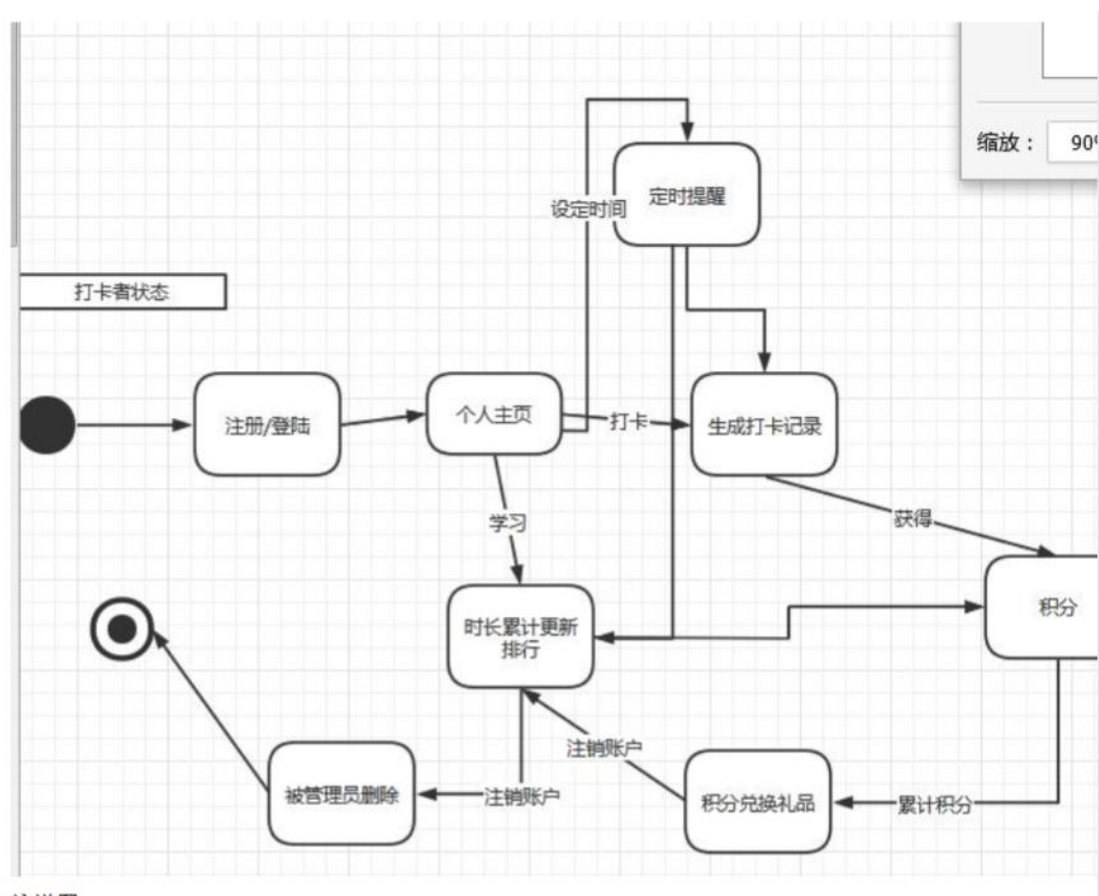 缩放：
90%
定时提醒
设定时间
打卡者状态
注册/登陆
个人主页
打卡
生成打卡记录
获得
学习
积分
时长累计更新
排行
注销账户
被管理员删除
注销账户
积分兑换礼品
累计积分